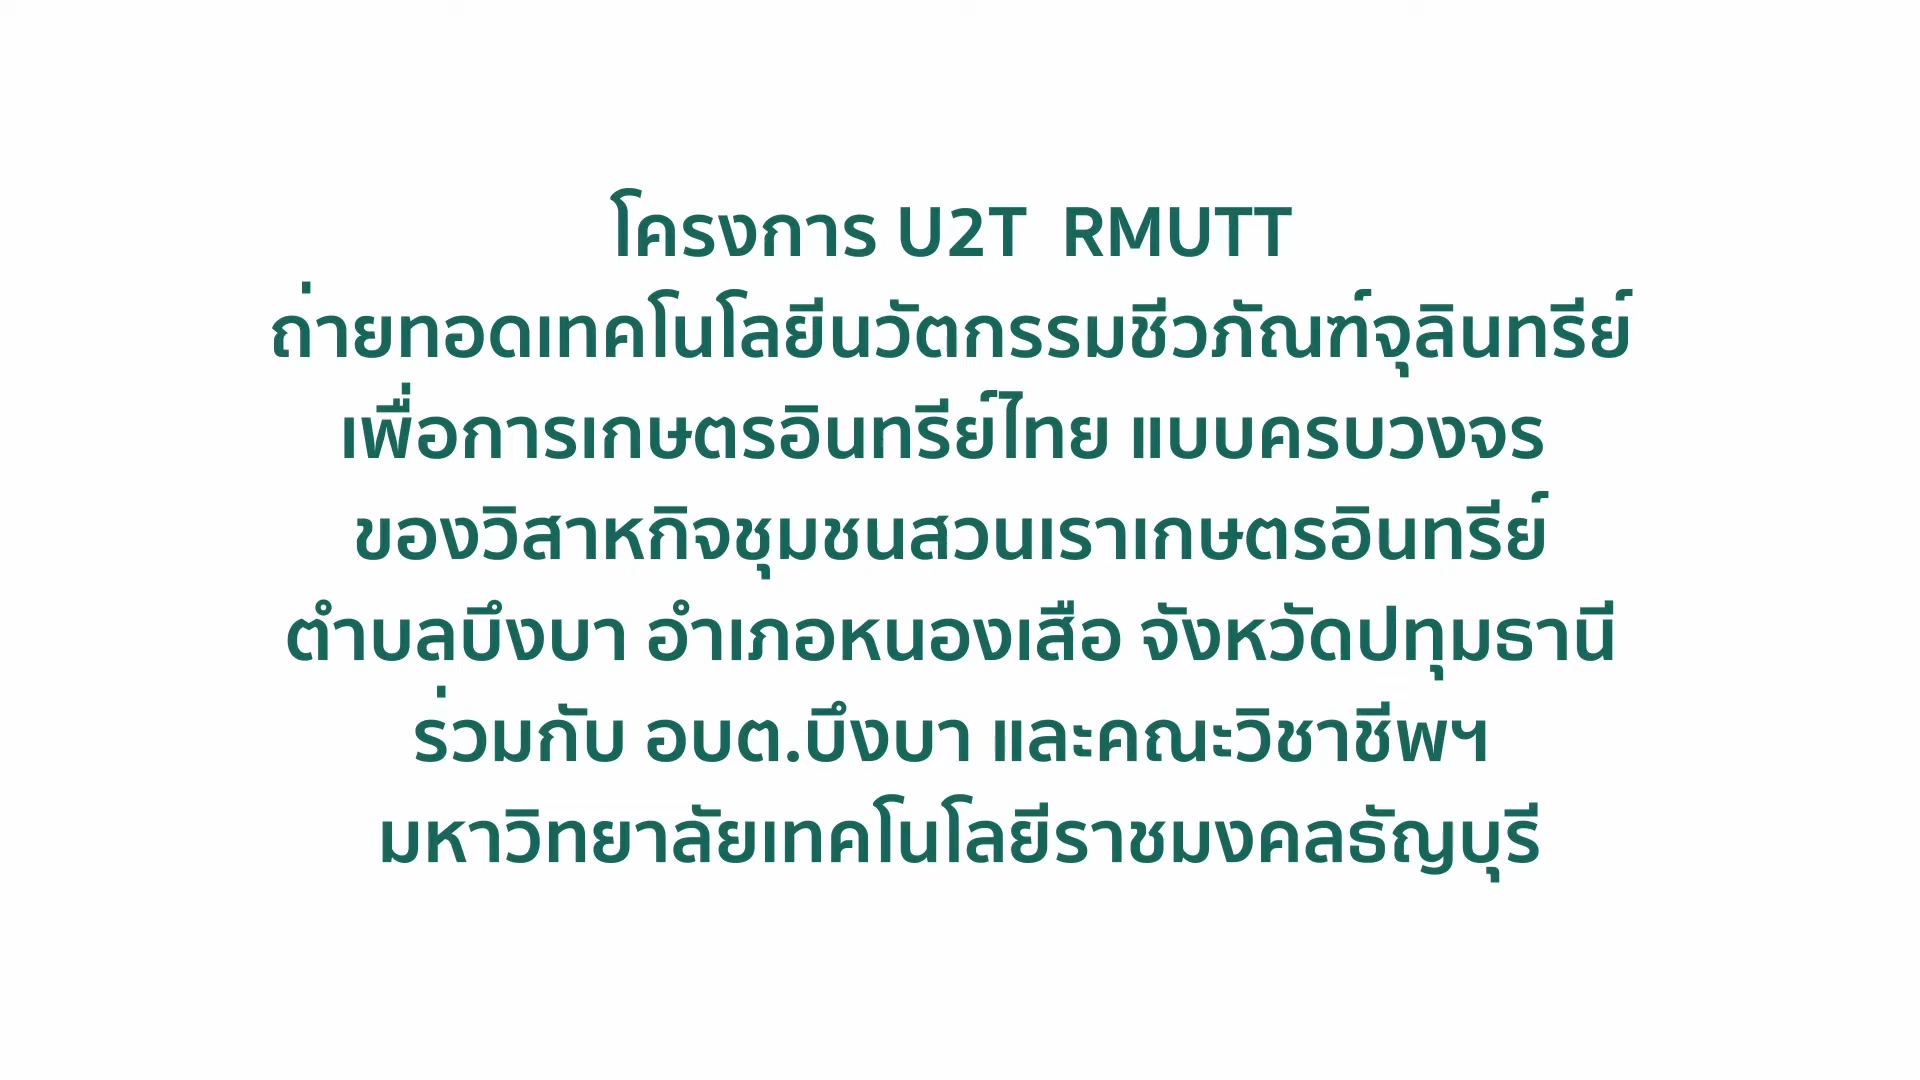 โครงการ U2T RMUTT
ถ่ายทอดเทคโนโลยีนวัตกรรมชีวภัณฑ์จุลินทรีย์
เพื่อการเกษตรอินทรีย์ไทย แบบครบวงจร
ของวิสาหกิจชุมชนสวนเราเกษตรอินทรีย์
ตำบลบึงบา อำเภอหนองเสือ จังหวัดปทุมธานี
ร่วมกับ อบต.บึงบา และคณะวิชาชีพฯ
มหาวิทยาลัยเทคโนโลยีราชมงคลธัญบุรี